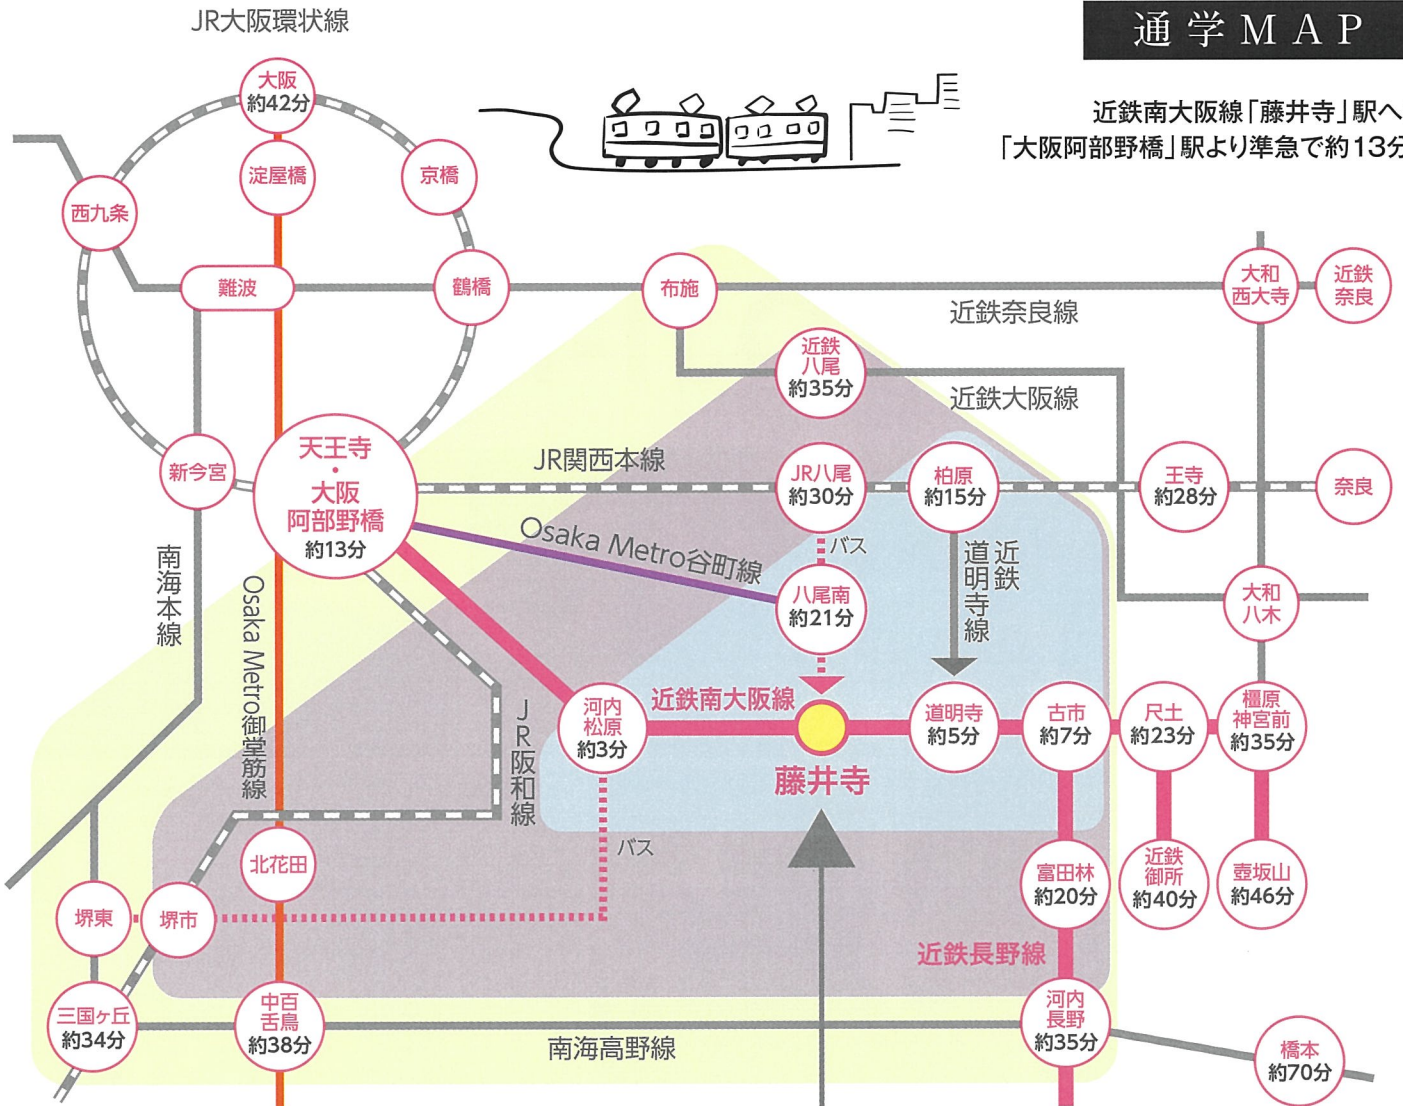 JR大阪環状線
通学MAP
近鉄南大阪線「藤井寺」駅へ
「大阪阿部野橋」駅より準急で約13分
大阪
約42分
淀屋橋
京橋
西九条
難波
鶴橋
布施
大和
西大寺
近鉄
奈良
近鉄奈良線
近鉄
八尾
約35分
近鉄大阪線
新今宮
天王寺
・
大阪
阿部野橋
約13分
JR関西本線
JR八尾
約30分
柏原
約15分
王寺
約28分
奈良
バス
Osaka Metro谷町線
八尾南
約21分
近鉄
道明寺線
大和
八木
南海本線
Osaka Metro御堂筋線
JR阪和線
河内
松原
約3分
近鉄南大阪線
藤井寺
道明寺
約5分
古市
約7分
尺土
約23分
橿原
神宮前
約35分
バス
北花田
堺東
堺市
富田林
約20分
近鉄
御所
約40分
壺坂山
約46分
近鉄長野線
三国ヶ丘
約34分
中百
舌鳥
約38分
南海高野線
河内
長野
約35分
橋本
約70分